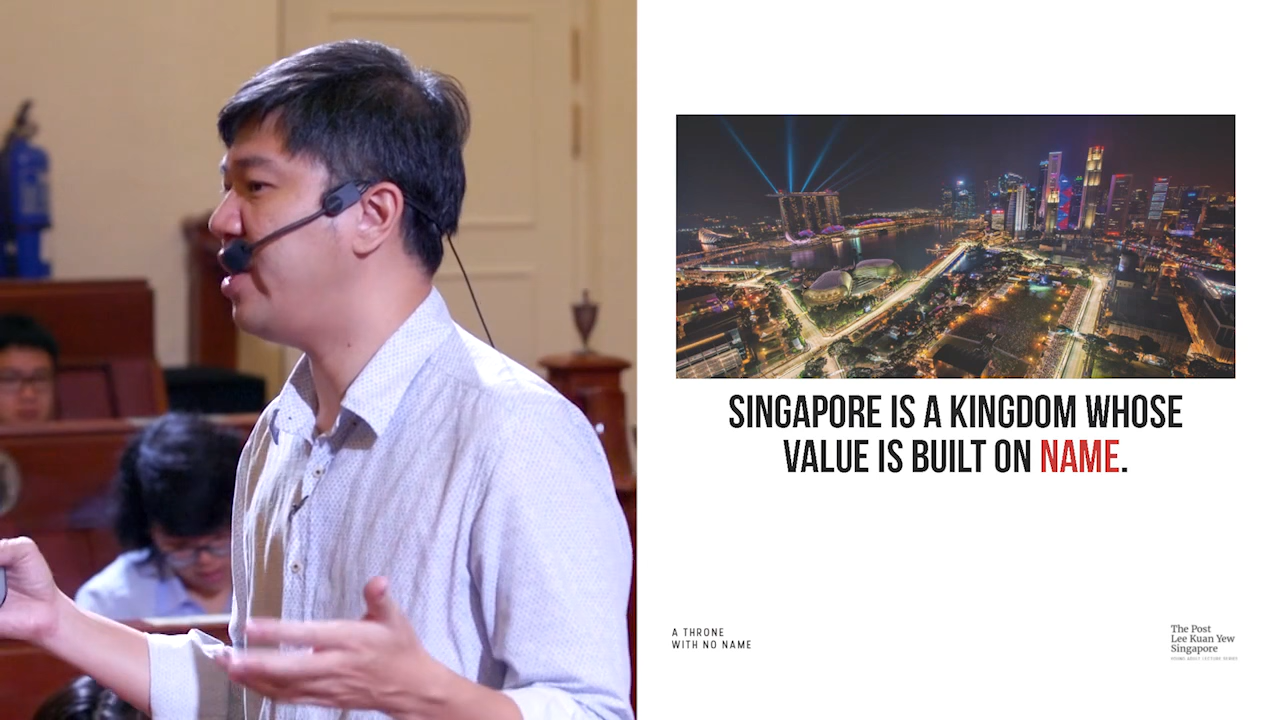 SINGAPORE IS A KINGDOM WHOSE
VALUE IS BUILT ON NAME.
A THRONE
WITH NO NAME
The Post
Lee Kuan Yew
Singapore